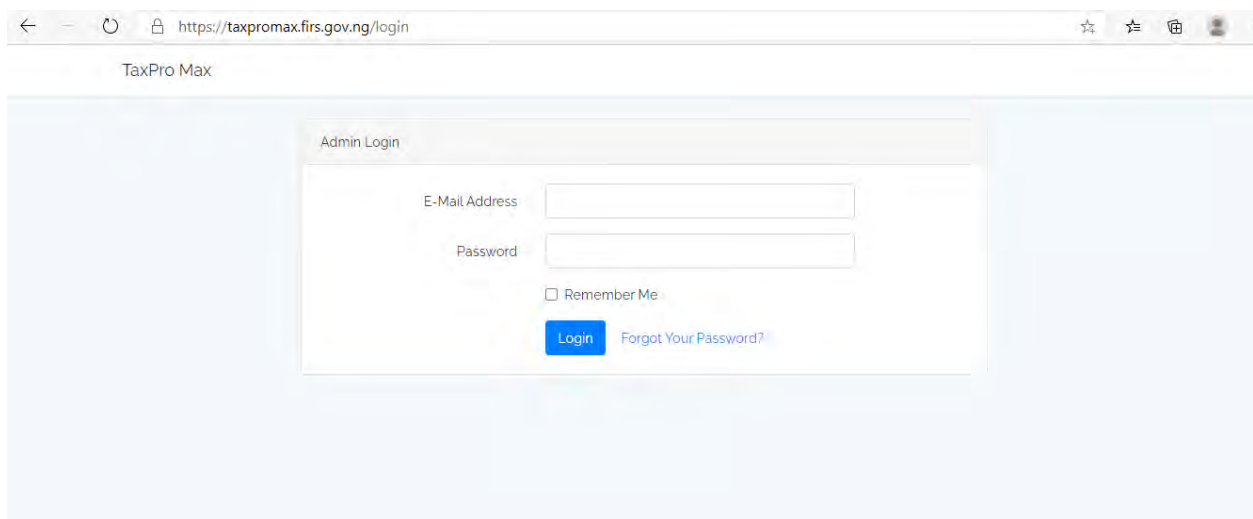 https://taxpromax.firs.gov.ng/login
TaxPro Max
Admin Login
E-Mail Address
Password
Remember Me
Login Forgot Your Password?